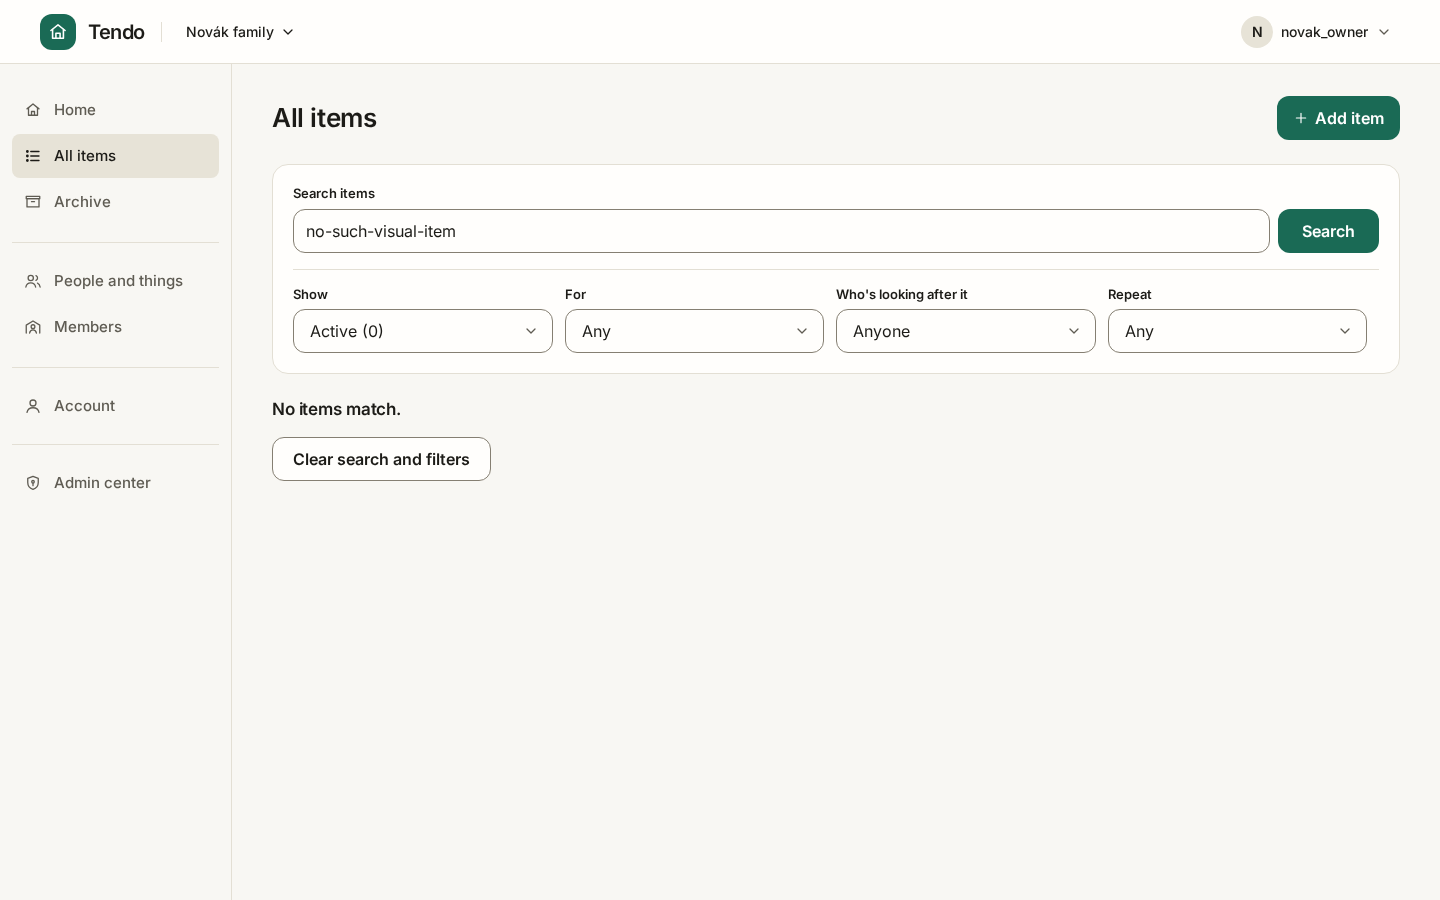 Tendo
Novák family
N
novak_owner
Home
All items
Archive
People and things
Members
Account
Admin center
All items
Add item
Search items
no-such-visual-item
Search
Show
For
Who's looking after it
Repeat
Active (0)
Any
Anyone
Any
No items match.
Clear search and filters